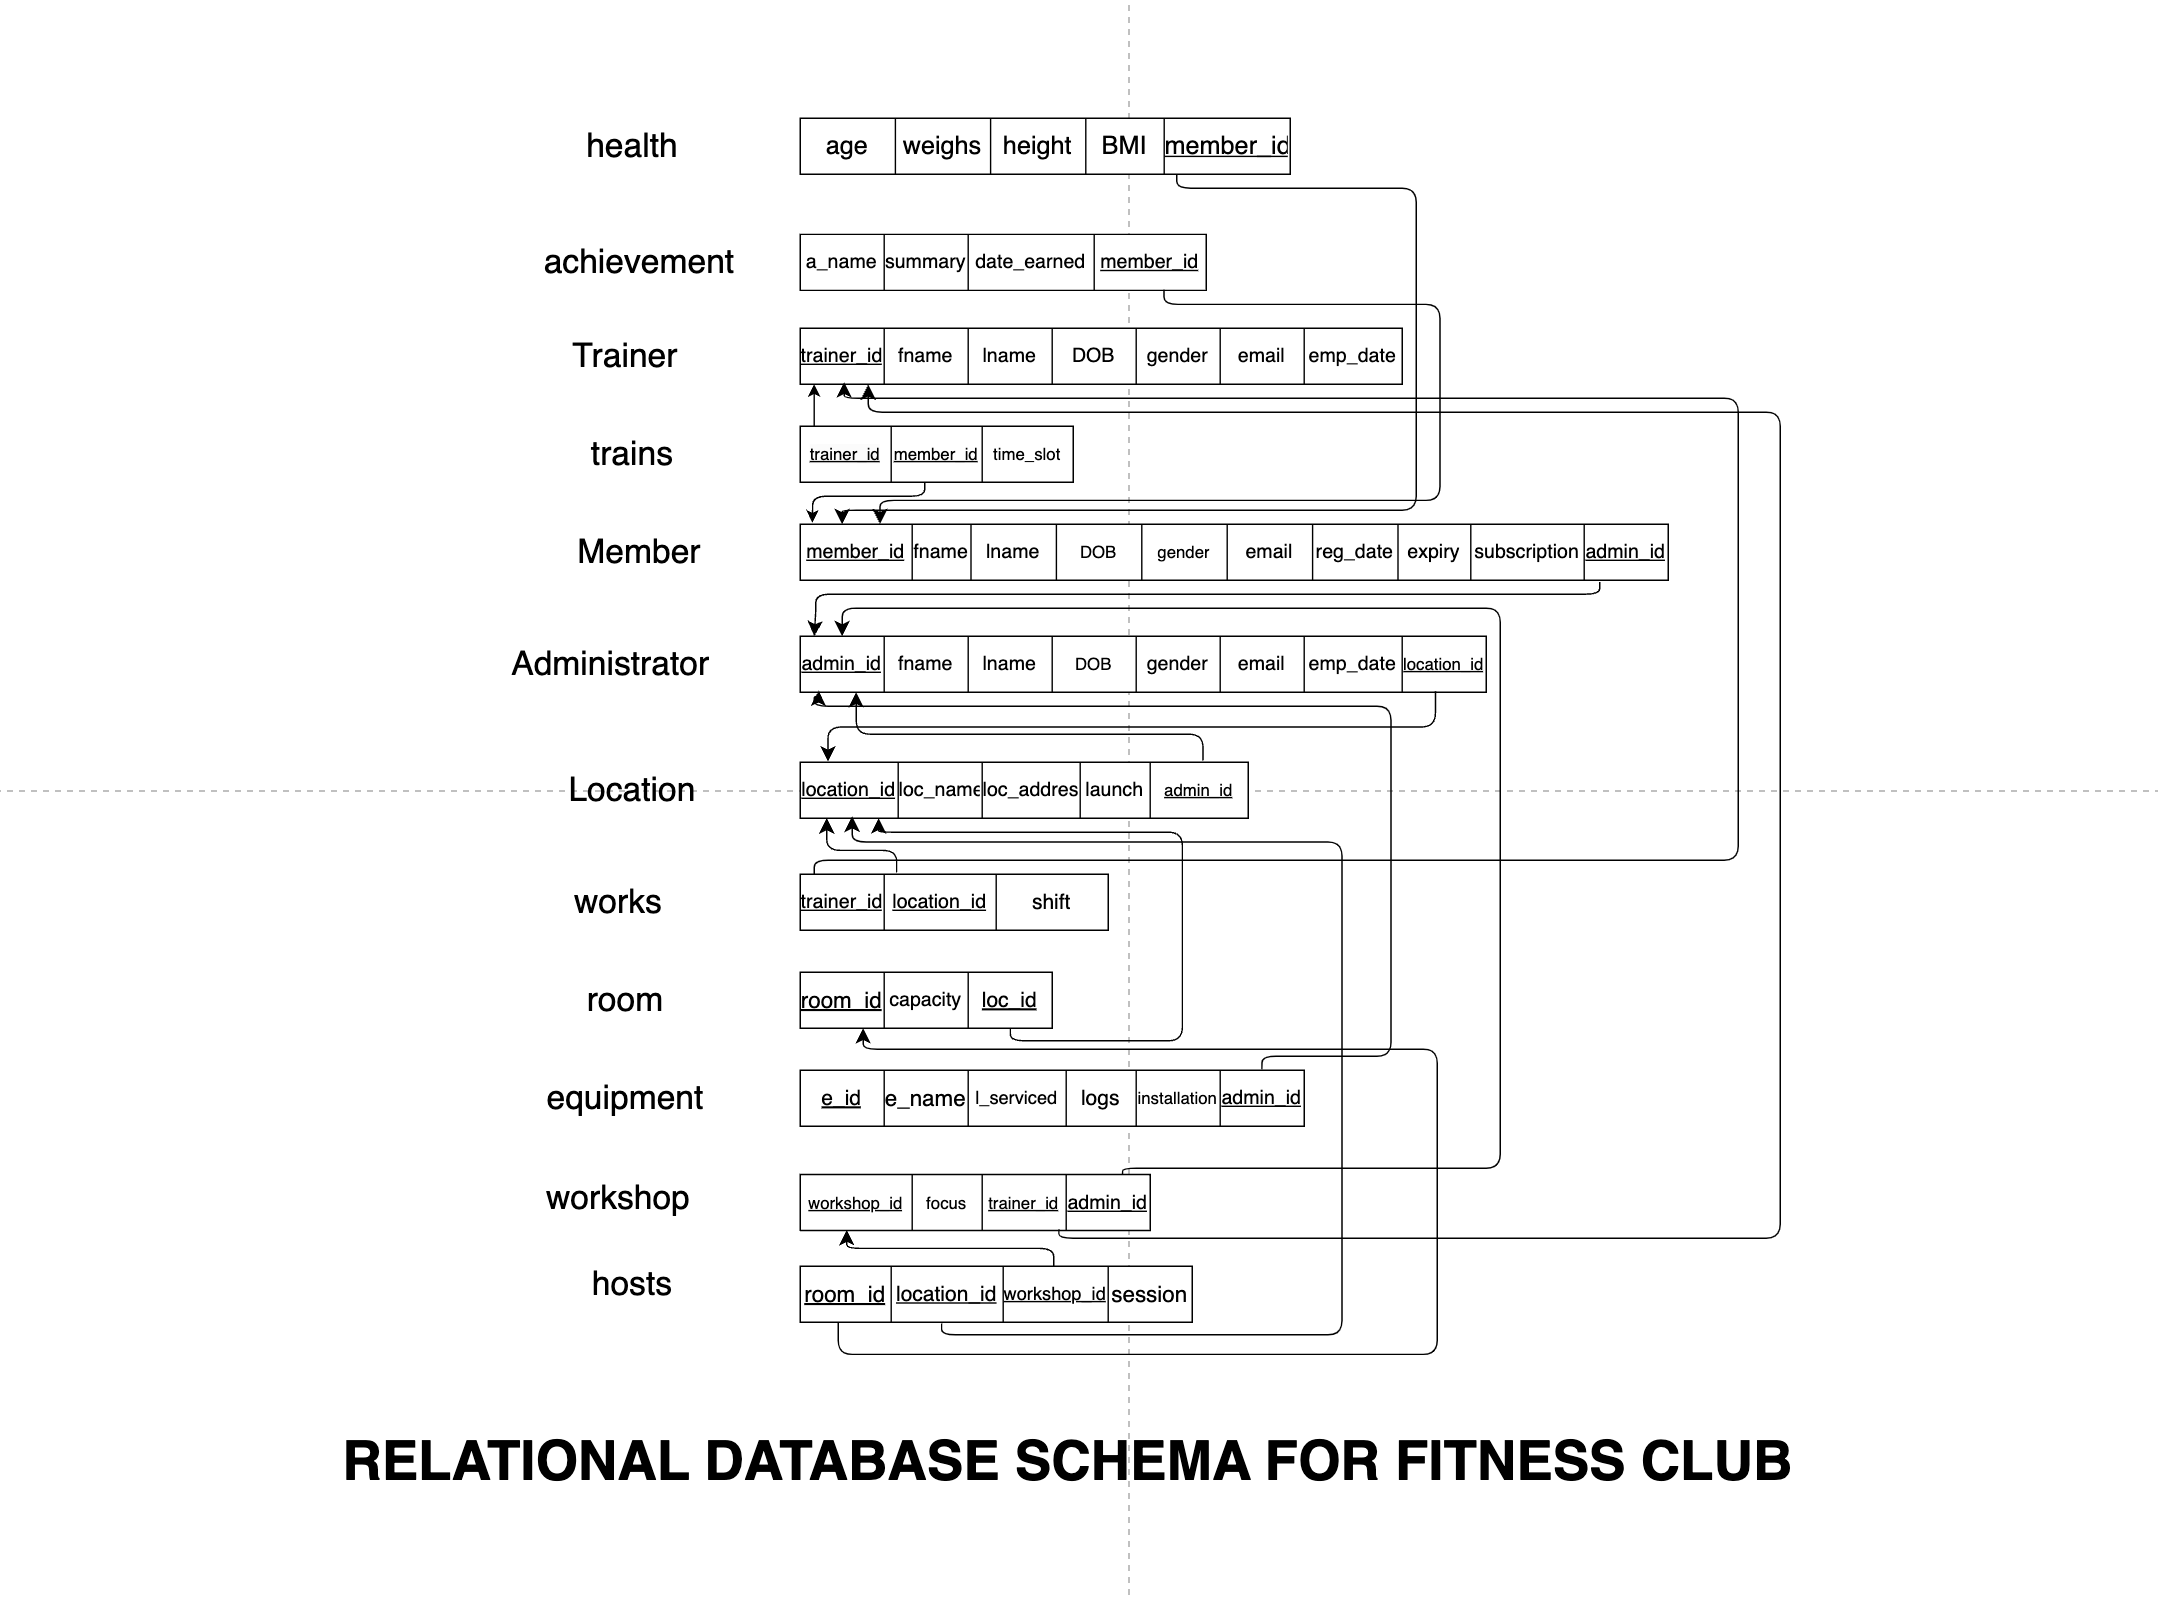 health age weighs height BMI member_id
achievement a_name summary date_earned member_id
Trainer trainer_id fname lname DOB gender email emp_date
trains trainer_id member_id time_slot
Member member_id fname lname DOB gender email reg_date expiry subscription admin_id
Administrator admin_id fname lname DOB gender email emp_date location_id
Location location_id loc_name loc_addres launch admin_id
works trainer_id location_id shift
room room_id capacity loc_id
equipment e_id e_name l_serviced logs installation admin_id
workshop workshop_id focus trainer_id admin_id
hosts room_id location_id workshop_id session
RELATIONAL DATABASE SCHEMA FOR FITNESS CLUB